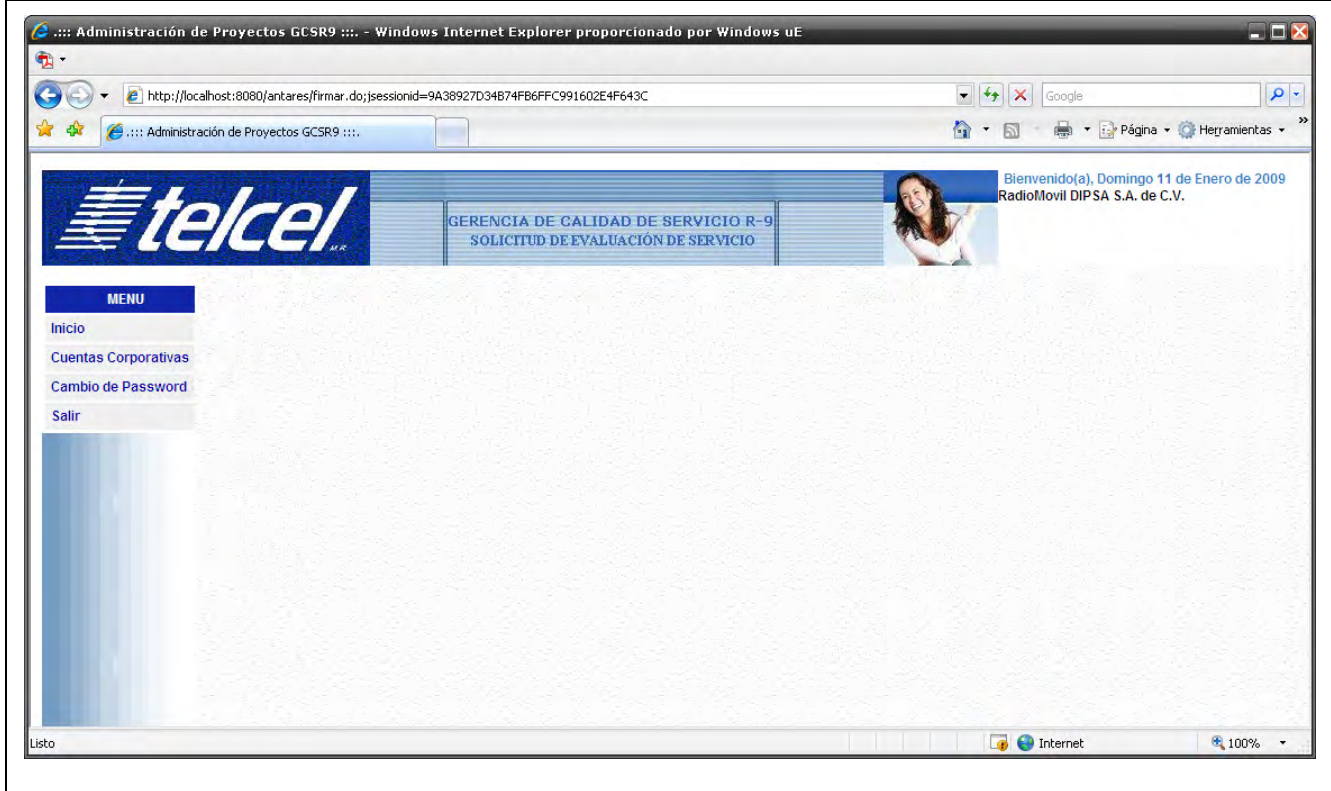 .::: Administración de Proyectos GCSR9 :::. - Windows Internet Explorer proporcionado por Windows uE
http://localhost:8080/antares/firmar.do;jsessionid=9A38927D34B74FB6FFC991602E4F643C
Google
.::: Administración de Proyectos GCSR9 :::.
Página
Herramientas
»
telcel M.R.
GERENCIA DE CALIDAD DE SERVICIO R-9
SOLICITUD DE EVALUACIÓN DE SERVICIO
Bienvenido(a), Domingo 11 de Enero de 2009
RadioMovil DIPSA S.A. de C.V.
MENU
Inicio
Cuentas Corporativas
Cambio de Password
Salir
Listo
Internet
100%